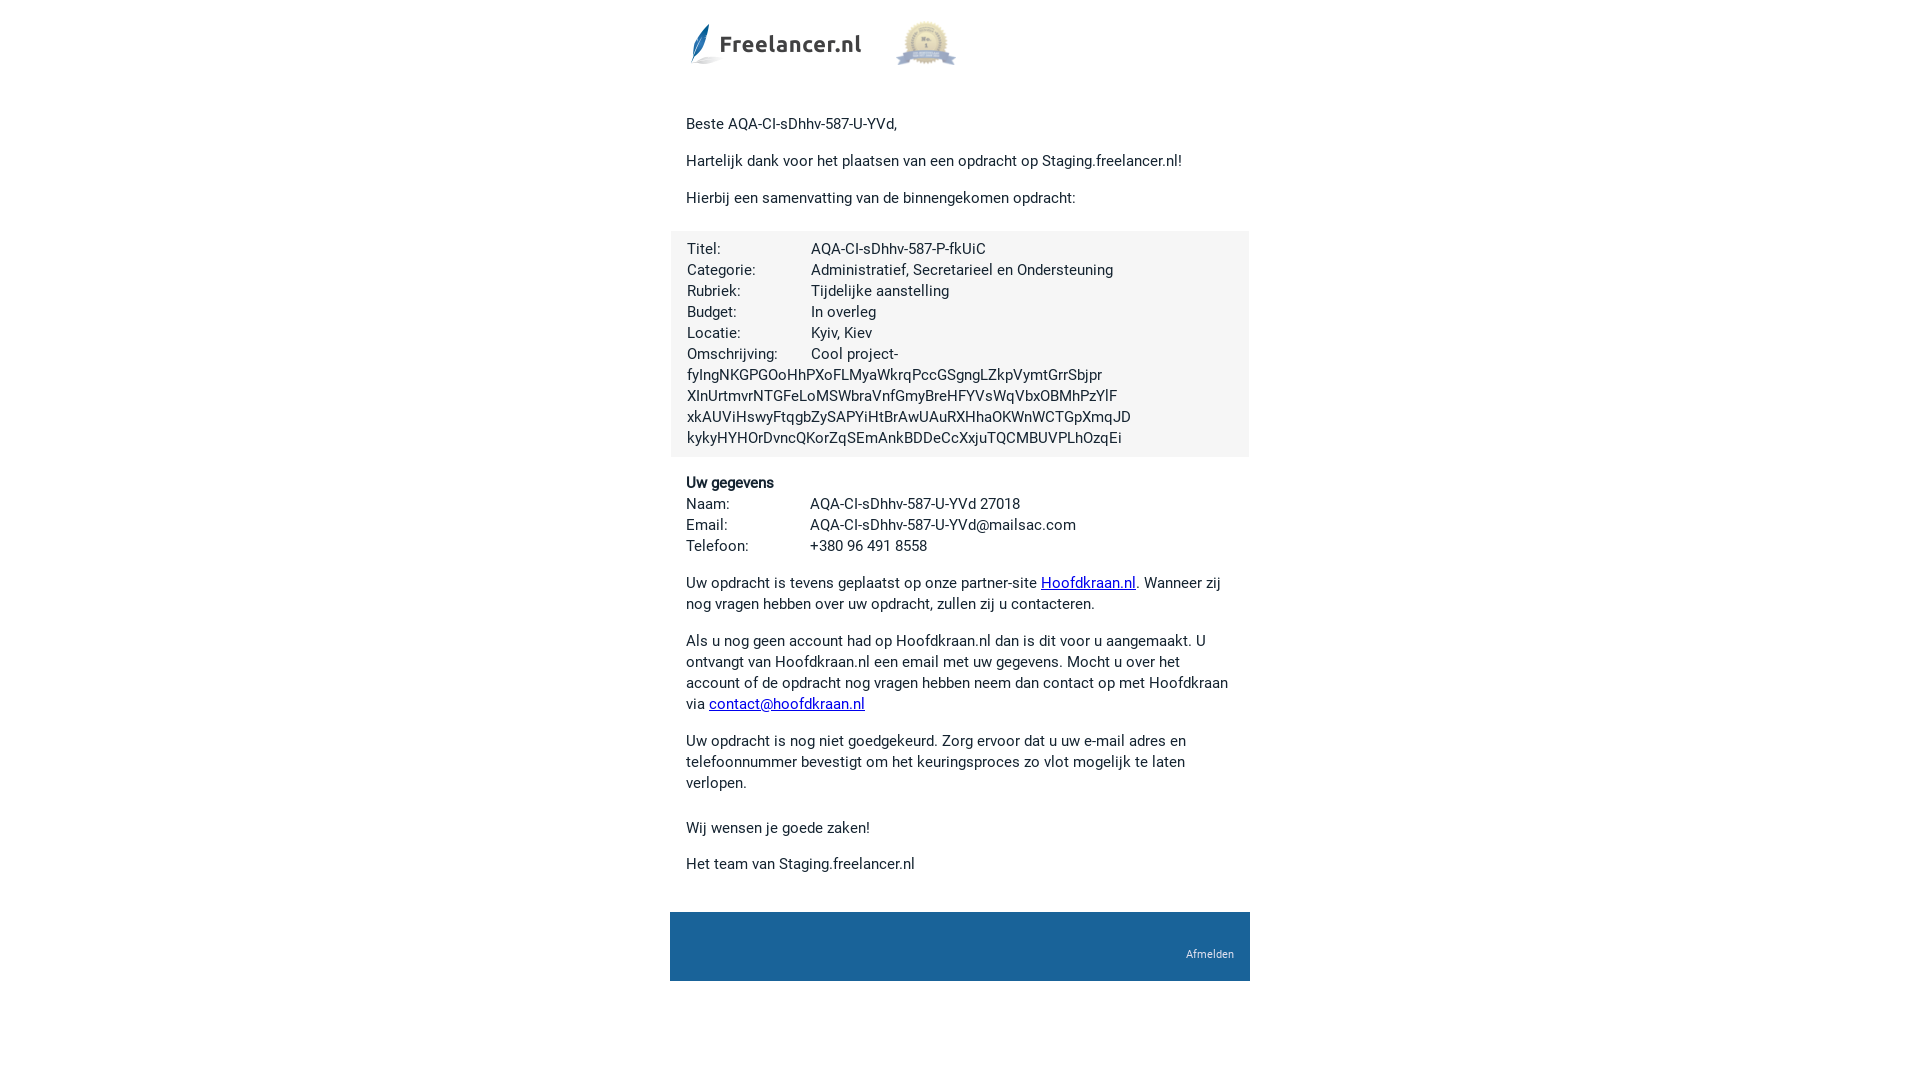 Freelancer.nl
Beste AQA-CI-sDhhv-587-U-YVd,
Hartelijk dank voor het plaatsen van een opdracht op Staging.freelancer.nl!
Hierbij een samenvatting van de binnengekomen opdracht:
Titel: AQA-CI-sDhhv-587-P-fkUiC
Categorie: Administratief, Secretarieel en Ondersteuning
Rubriek: Tijdelijke aanstelling
Budget: In overleg
Locatie: Kyiv, Kiev
Omschrijving: Cool project-
fyIngNKGPGOoHhPXoFLMyaWkrqPccGSgngLZkpVymtGrrSbjpr
XInUrtmvrNTGFeLoMSWbraVnfGmyBreHFYVsWqVbxOBMhPzYlF
xkAUViHswyFtqgbZySAPYiHtBrAwUAuRXHhaOKWnWCTGpXmqJD
kykyHYHOrDvncQKorZqSEmAnkBDDeCcXxjuTQCMBUVPLhOzqEi
Uw gegevens
Naam: AQA-CI-sDhhv-587-U-YVd 27018
Email: AQA-CI-sDhhv-587-U-YVd@mailsac.com
Telefoon: +380 96 491 8558
Uw opdracht is tevens geplaatst op onze partner-site Hoofdkraan.nl. Wanneer zij
nog vragen hebben over uw opdracht, zullen zij u contacteren.
Als u nog geen account had op Hoofdkraan.nl dan is dit voor u aangemaakt. U
ontvangt van Hoofdkraan.nl een email met uw gegevens. Mocht u over het
account of de opdracht nog vragen hebben neem dan contact op met Hoofdkraan
via contact@hoofdkraan.nl
Uw opdracht is nog niet goedgekeurd. Zorg ervoor dat u uw e-mail adres en
telefoonnummer bevestigt om het keuringsproces zo vlot mogelijk te laten
verlopen.
Wij wensen je goede zaken!
Het team van Staging.freelancer.nl
Afmelden